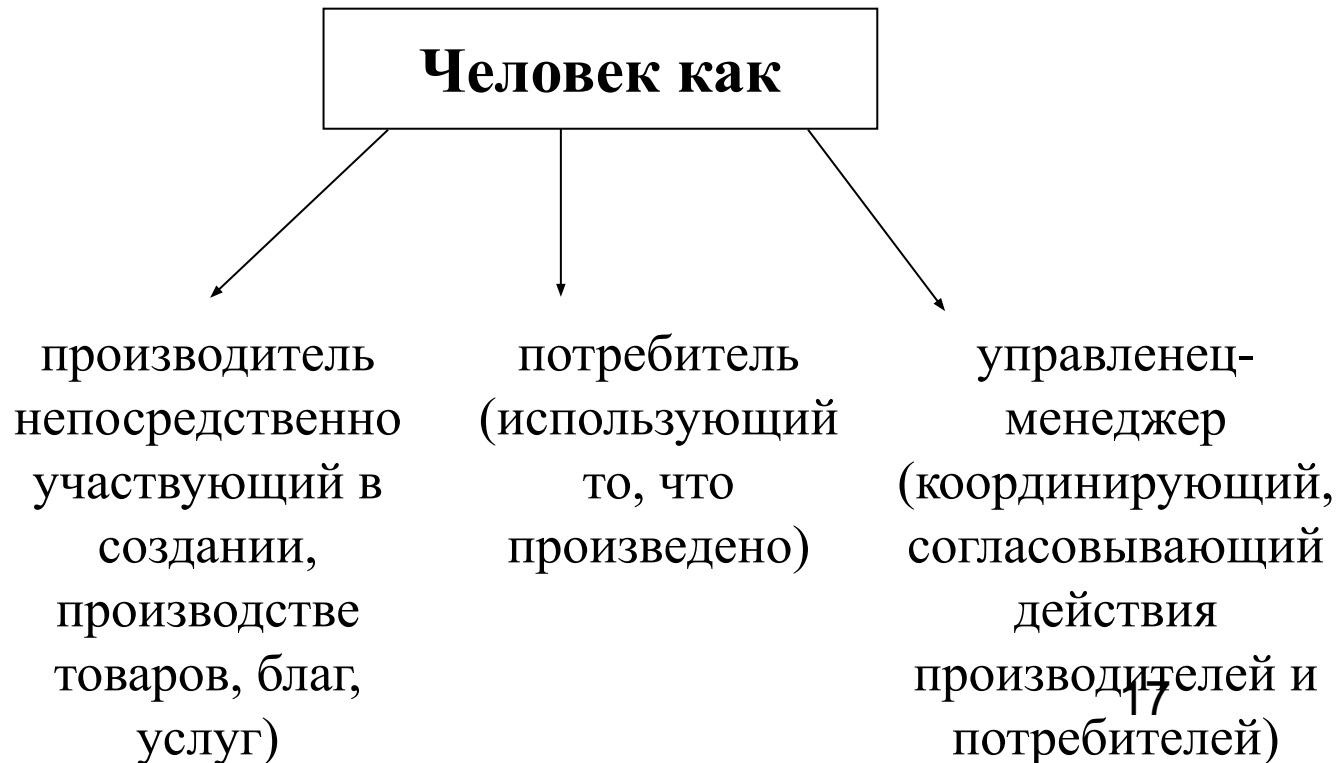 Человек как
производитель
непосредственно
участвующий в
создании,
производстве
товаров, благ,
услуг)
потребитель
(использующий
то, что
произведено)
управленец-
менеджер
(координирующий,
согласовывающий
действия
производителей и
потребителей)
17